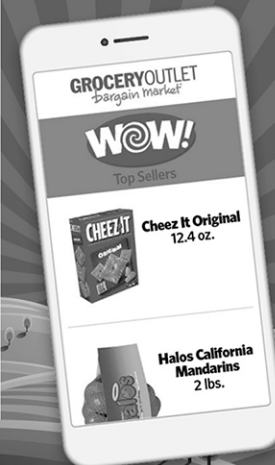 GROCERYOUTLET
bargain market
WOW!
Top Sellers
CHEEZ-IT
ORIGINAL
Cheez It Original
12.4 oz.
Halos California
Mandarins
2 lbs.
Halos